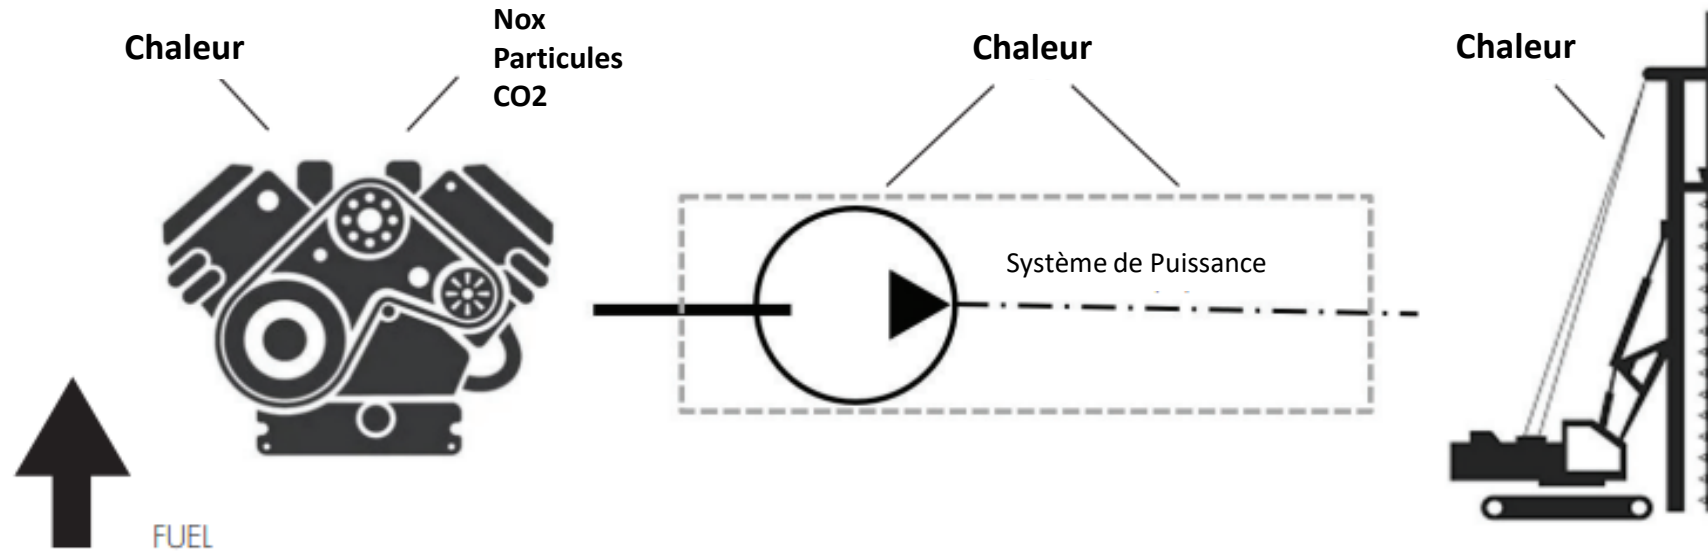 Chaleur
Nox
Particules
CO2
Chaleur
Chaleur
Système de Puissance
FUEL